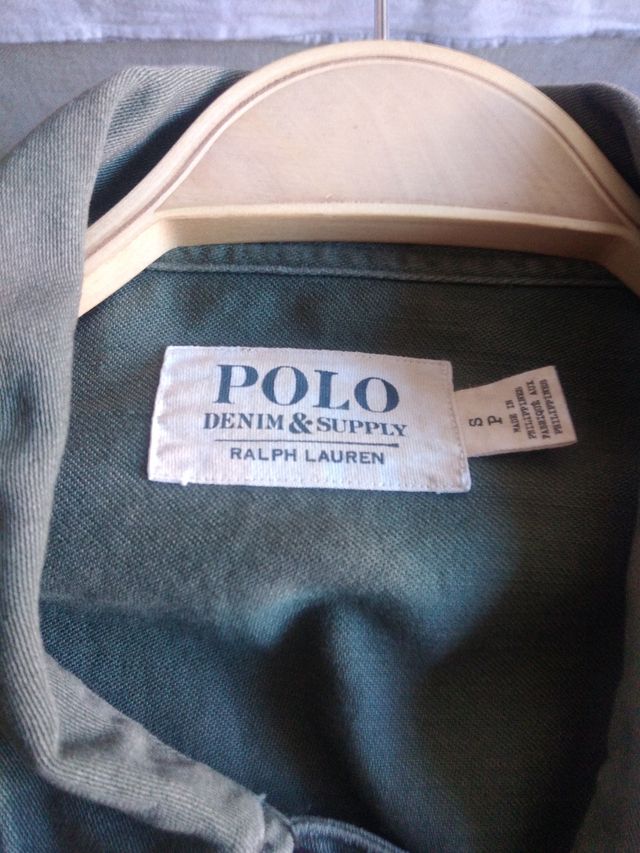 POLO
DENIM & SUPPLY
RALPH LAUREN
S
P
MADE IN
PHILIPPINES
FABRIQUÉ AUX
PHILIPPINES